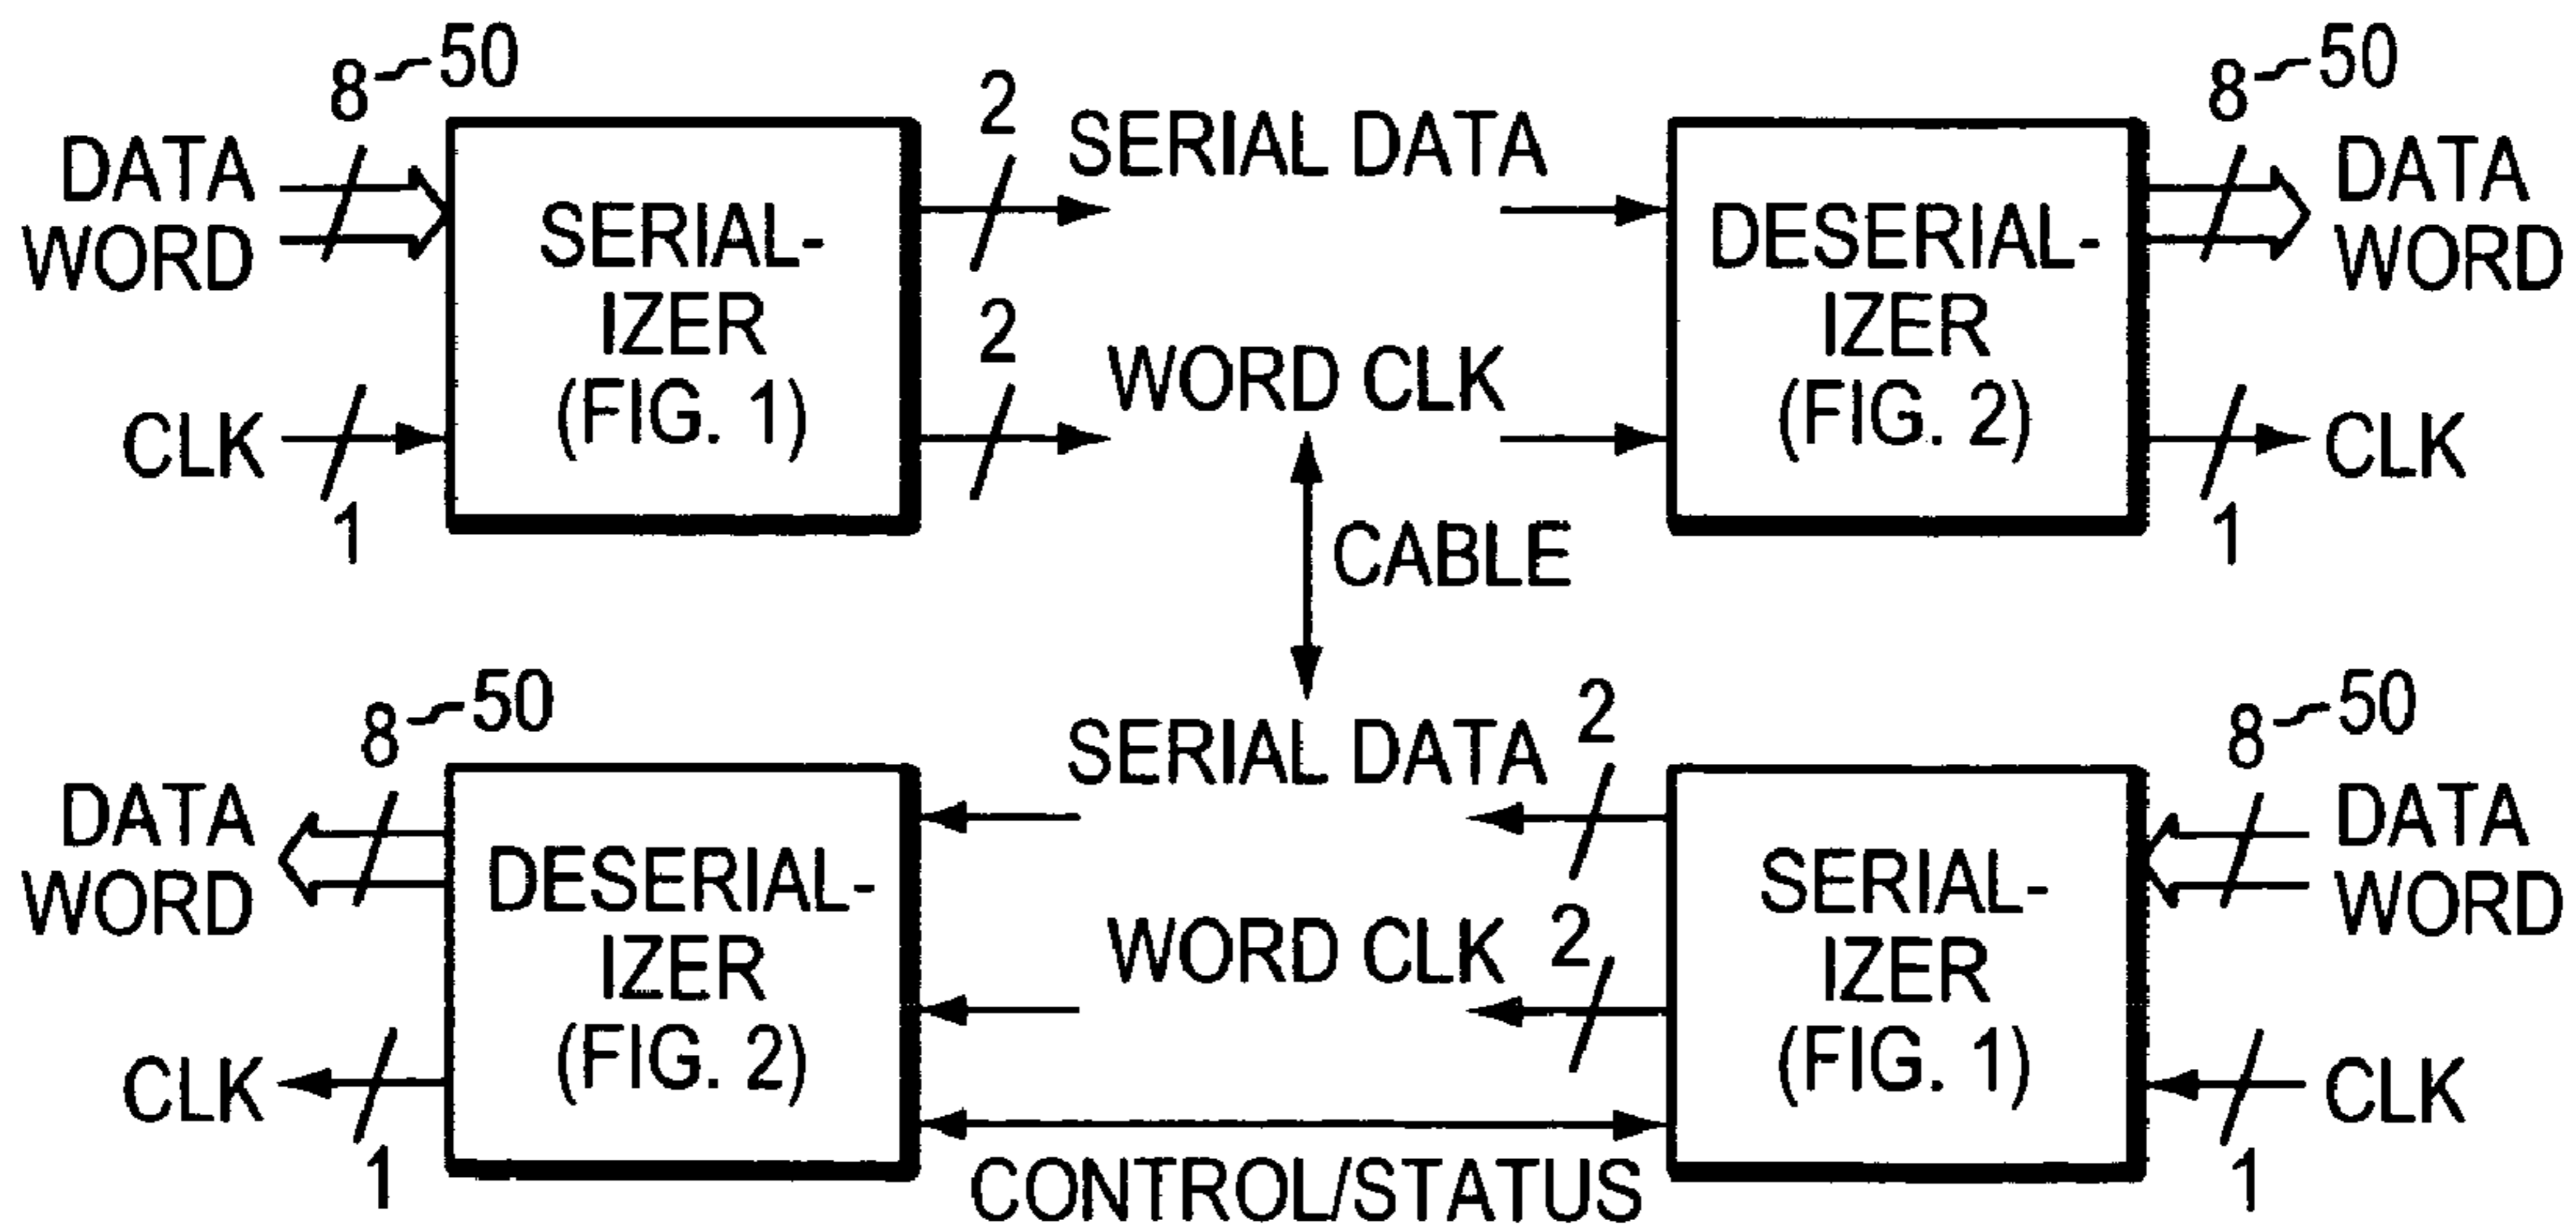 8~50
DATA
WORD
CLK
1
SERIAL-
IZER
(FIG. 1)
2
2
SERIAL DATA
WORD CLK
CABLE
DESERIAL-
IZER
(FIG. 2)
8~50
DATA
WORD
CLK
1
8~50
DATA
WORD
CLK
1
DESERIAL-
IZER
(FIG. 2)
SERIAL DATA
WORD CLK
2
2
CONTROL/STATUS
SERIAL-
IZER
(FIG. 1)
8~50
DATA
WORD
CLK
1